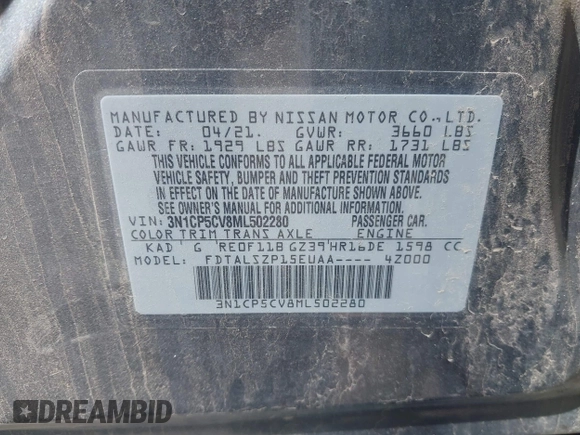 MANUFACTURED BY NISSAN MOTOR CO., LTD.
DATE: 04/21. GVWR: 3660 LBS
GAWR FR: 1929 LBS GAWR RR: 1731 LBS
THIS VEHICLE CONFORMS TO ALL APPLICABLE FEDERAL MOTOR
VEHICLE SAFETY, BUMPER AND THEFT PREVENTION STANDARDS
IN EFFECT ON THE DATE OF MANUFACTURE SHOWN ABOVE.
SEE OWNER'S MANUAL FOR ADDITIONAL INFORMATION
VIN: 3N1CP5CV8ML502280 PASSENGER CAR.
COLOR TRIM TRANS AXLE ENGINE
KAD G RE0F11B GZ39 HR16DE 1598 CC
MODEL: FDTALSZP15EUAA---- 4Z000
3N1CP5CV8ML502280
DREAMBID